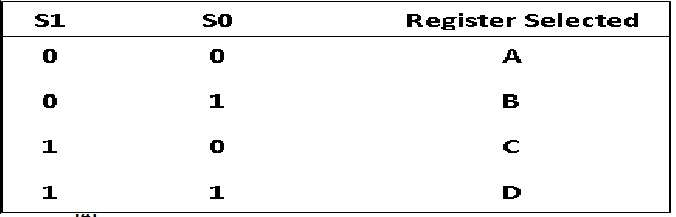 S1 S0 Register Selected
0 0 A
0 1 B
1 0 C
1 1 D